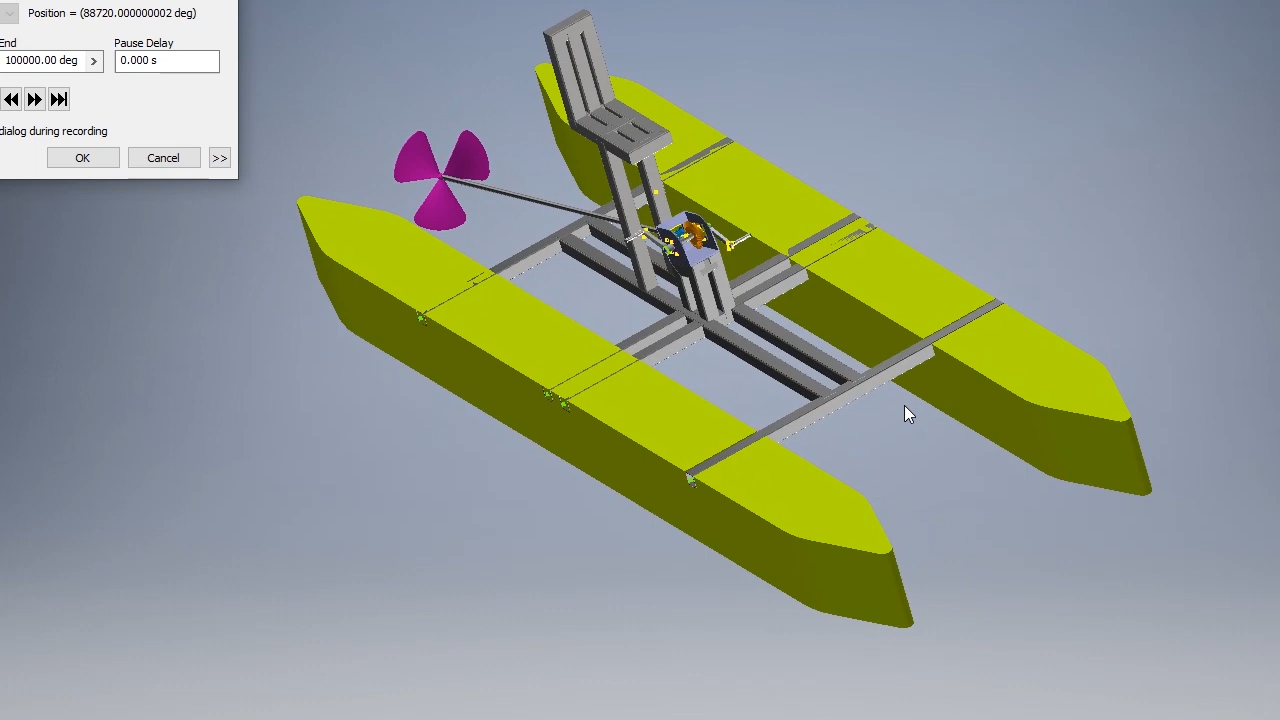 Position = (88720.000000002 deg)
End
Pause Delay
100000.00 deg
>
0.000 s
dialog during recording
OK
Cancel
>>